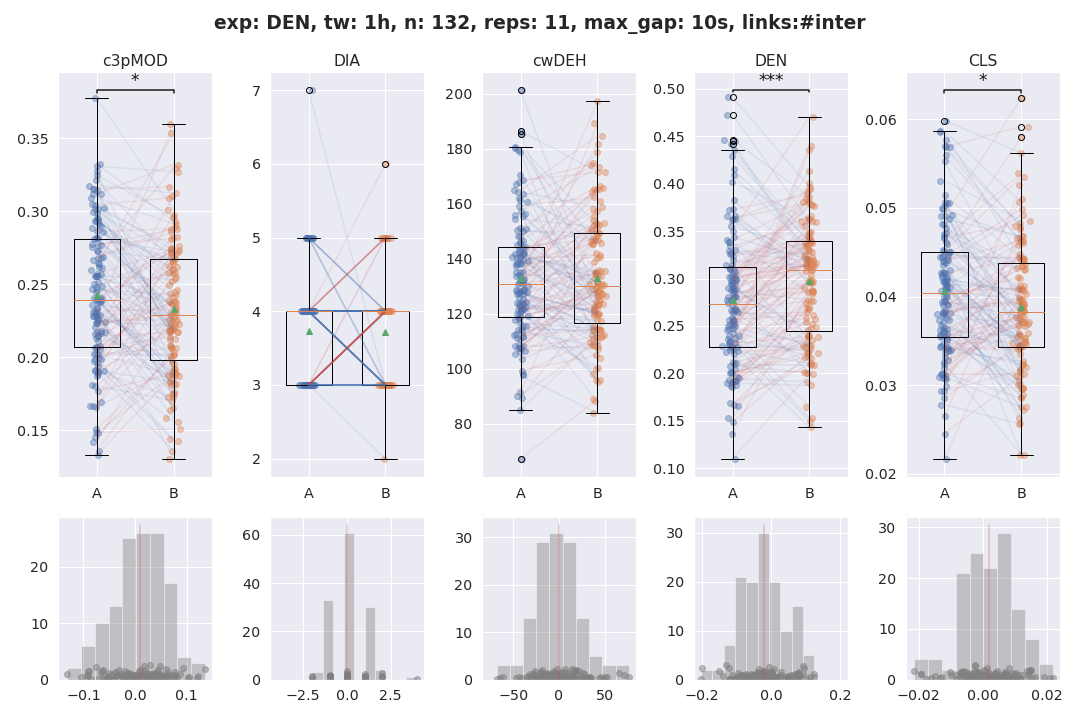 exp: DEN, tw: 1h, n: 132, reps: 11, max_gap: 10s, links:#inter
c3pMOD DIA cwDEH DEN CLS
* *** *
0.35 0.30 0.25 0.20 0.15
7 6 5 4 3 2
200 180 160 140 120 100 80
0.50 0.45 0.40 0.35 0.30 0.25 0.20 0.15 0.10
0.06 0.05 0.04 0.03 0.02
A B A B A B A B A B
20 10 0
60 40 20 0
30 20 10 0
30 20 10 0
30 20 10 0
−0.1 0.0 0.1 −2.5 0.0 2.5 −50 0 50 −0.2 0.0 0.2 −0.02 0.00 0.02